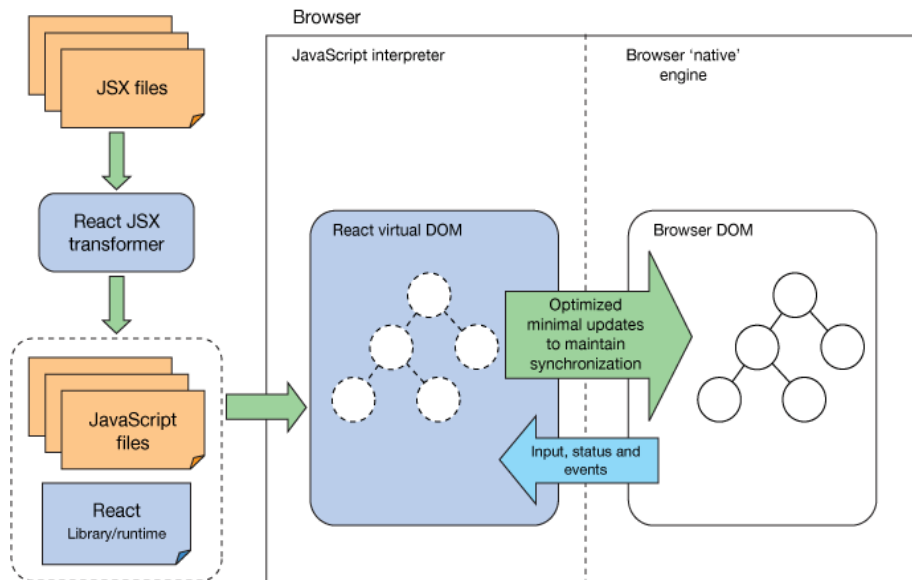 Browser
JSX files
JavaScript interpreter
Browser ‘native’
engine
React JSX
transformer
React virtual DOM
Browser DOM
Optimized
minimal updates
to maintain
synchronization
JavaScript
files
Input, status and
events
React
Library/runtime